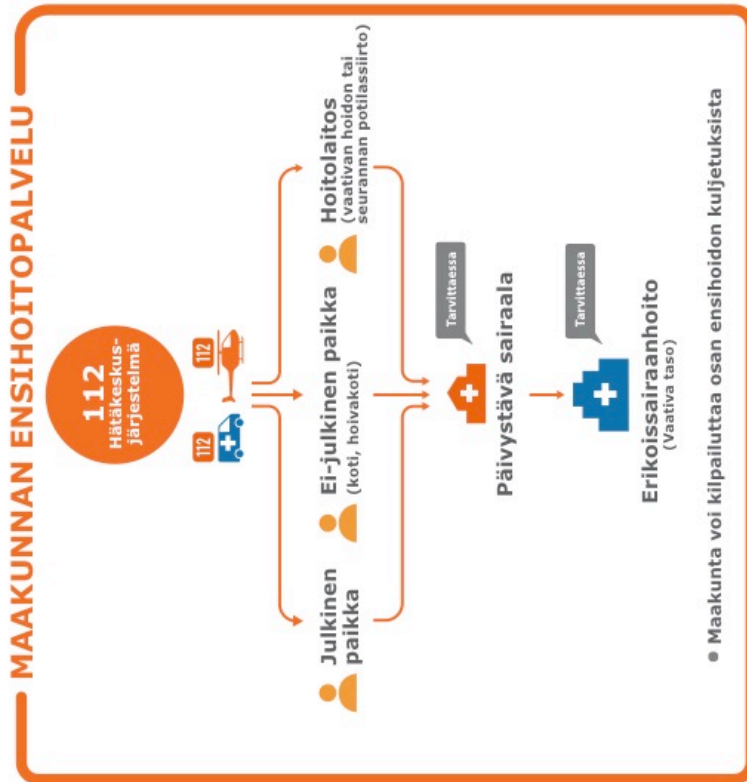 MAAKUNNAN ENSIHOITOPALVELU
112
Hätäkeskus-
järjestelmä
112
112
Julkinen
paikka
Ei-julkinen paikka
(koti, hoivakoti)
Hoitolaitos
(vaativan hoidon tai
seurannan potilassiirto)
Tarvittaessa
Päivystävä sairaala
Tarvittaessa
Erikoissairaanhoito
(Vaativa taso)
• Maakunta voi kilpailuttaa osan ensihoidon kuljetuksista